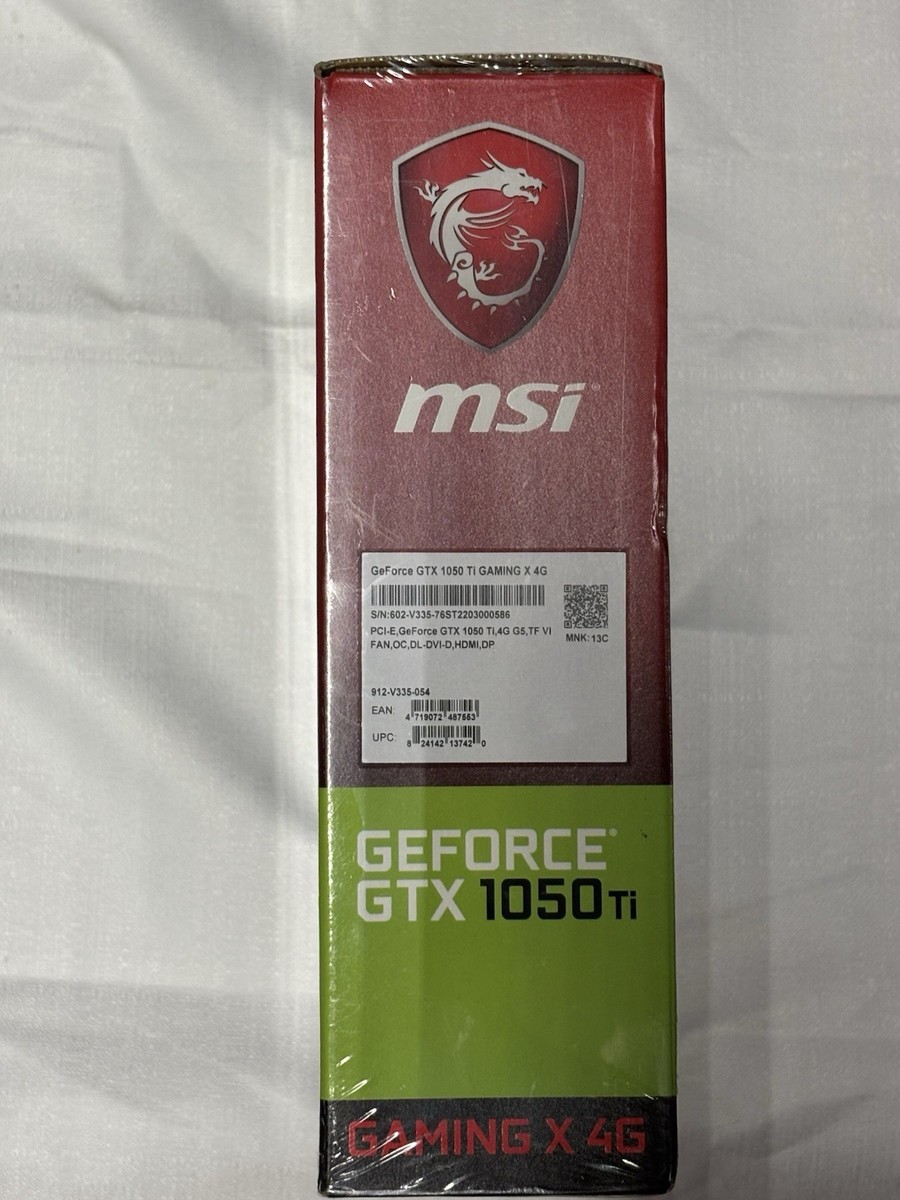 msi®
GeForce GTX 1050 Ti GAMING X 4G
S/N:602-V335-76ST2203000586
PCI-E,GeForce GTX 1050 Ti,4G G5,TF VI
FAN,OC,DL-DVI-D,HDMI,DP
MNK: 13C
912-V335-054
EAN: 4 719072 487553
UPC: 8 24142 13742 0
GEFORCE®
GTX 1050 Ti
GAMING X 4G